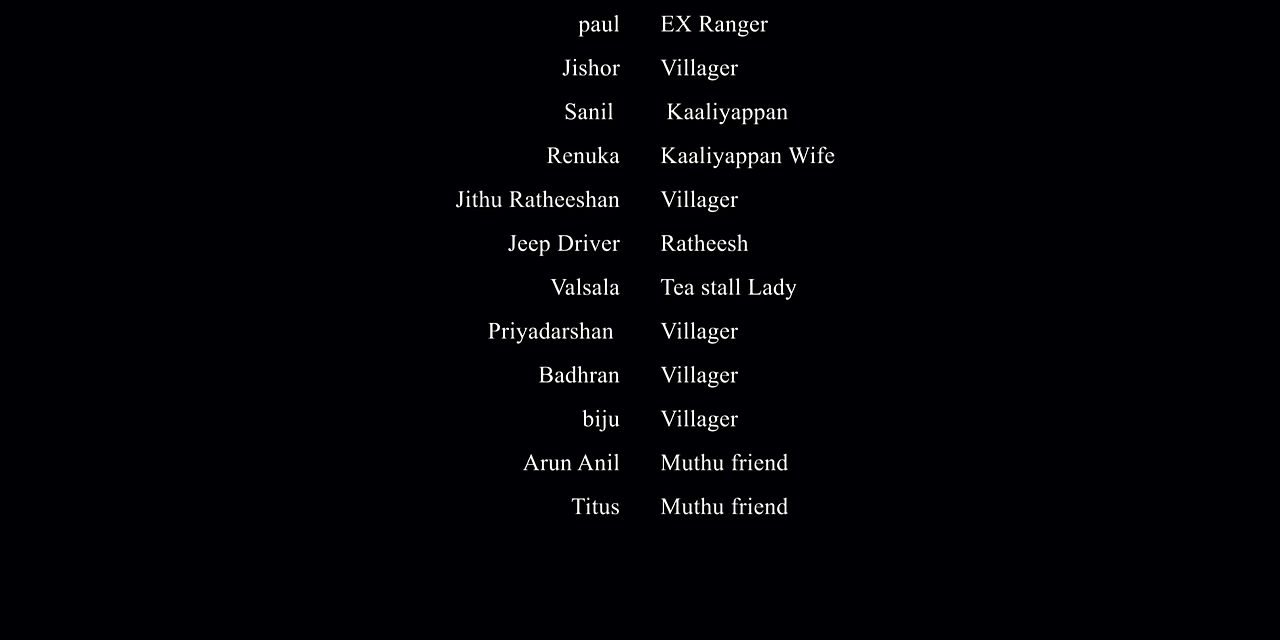 paul EX Ranger
Jishor Villager
Sanil Kaaliyappan
Renuka Kaaliyappan Wife
Jithu Ratheeshan Villager
Jeep Driver Ratheesh
Valsala Tea stall Lady
Priyadarshan Villager
Badhran Villager
biju Villager
Arun Anil Muthu friend
Titus Muthu friend